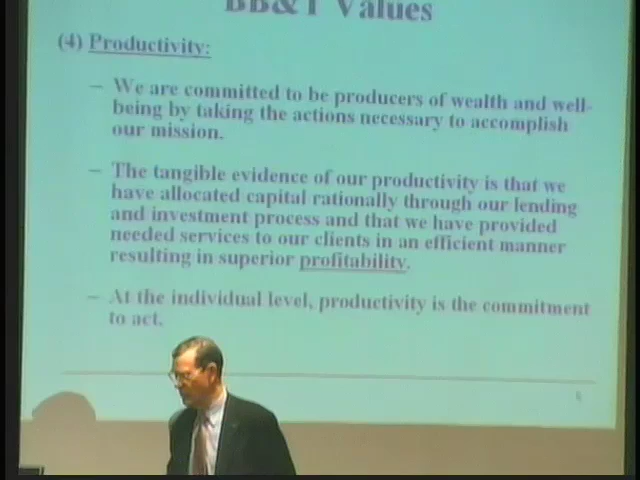 BB&T Values
(4) Productivity:
– We are committed to be producers of wealth and well-
being by taking the actions necessary to accomplish
our mission.
– The tangible evidence of our productivity is that we
have allocated capital rationally through our lending
and investment process and that we have provided
needed services to our clients in an efficient manner
resulting in superior profitability.
– At the individual level, productivity is the commitment
to act.